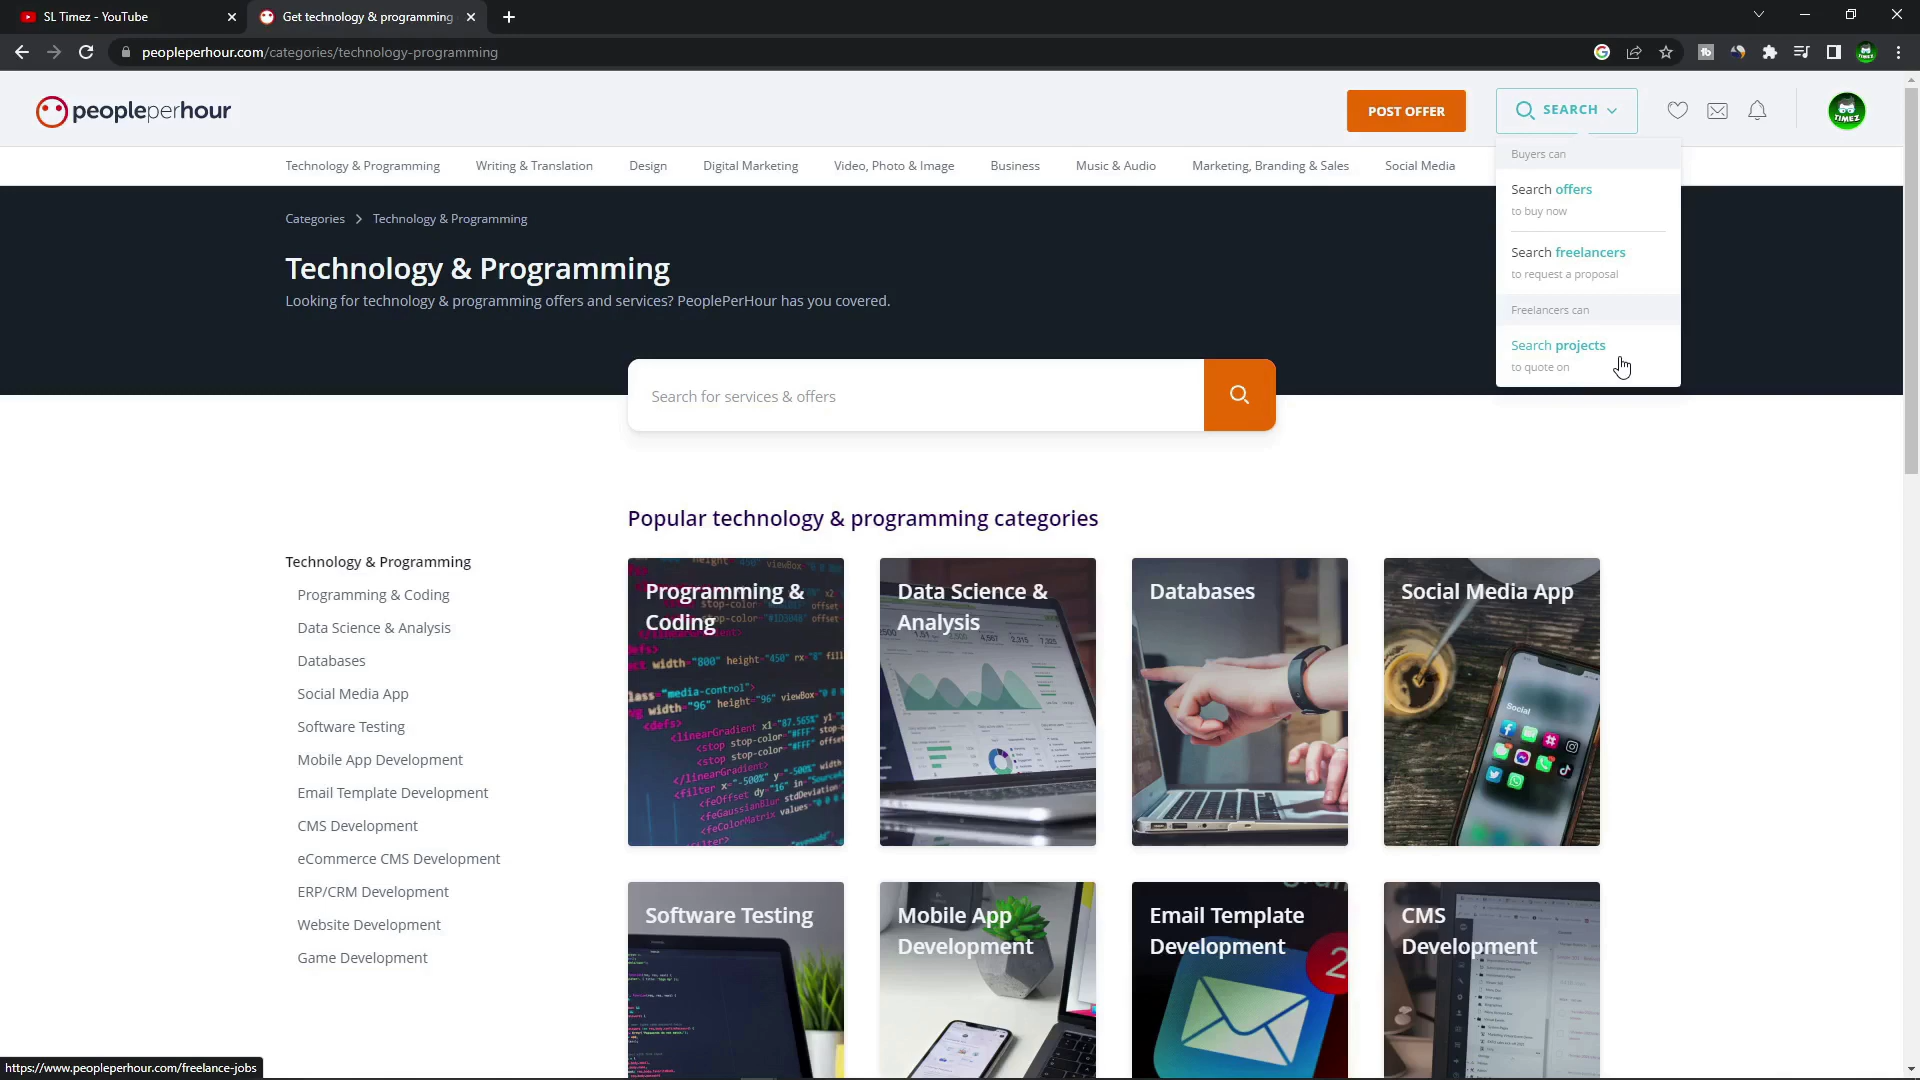 SL Timez - YouTube
Get technology & programming
peopleperhour.com/categories/technology-programming
peopleperhour
POST OFFER
SEARCH
TIMEZ
Technology & Programming
Writing & Translation
Design
Digital Marketing
Video, Photo & Image
Business
Music & Audio
Marketing, Branding & Sales
Social Media
Buyers can
Search offers
to buy now
Search freelancers
to request a proposal
Freelancers can
Search projects
to quote on
Categories > Technology & Programming
Technology & Programming
Looking for technology & programming offers and services? PeoplePerHour has you covered.
Search for services & offers
Popular technology & programming categories
Technology & Programming
Programming & Coding
Data Science & Analysis
Databases
Social Media App
Software Testing
Mobile App Development
Email Template Development
CMS Development
eCommerce CMS Development
ERP/CRM Development
Website Development
Game Development
Programming &
Coding
Data Science &
Analysis
Databases
Social Media App
Social
Software Testing
Mobile App
Development
Email Template
Development
2
CMS
Development
https://www.peopleperhour.com/freelance-jobs